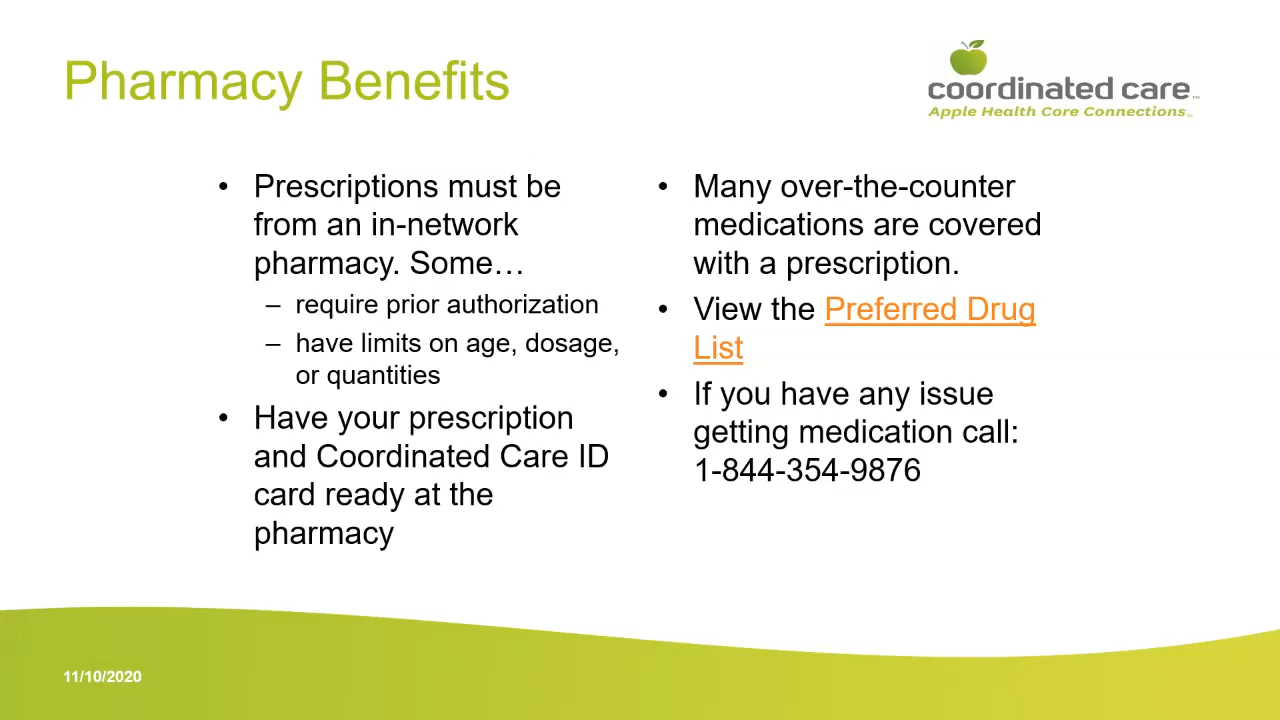 Pharmacy Benefits
coordinated care™
Apple Health Core Connections™
• Prescriptions must be
from an in-network
pharmacy. Some…
– require prior authorization
– have limits on age, dosage,
or quantities
• Have your prescription
and Coordinated Care ID
card ready at the
pharmacy
• Many over-the-counter
medications are covered
with a prescription.
• View the Preferred Drug
List
• If you have any issue
getting medication call:
1-844-354-9876
11/10/2020